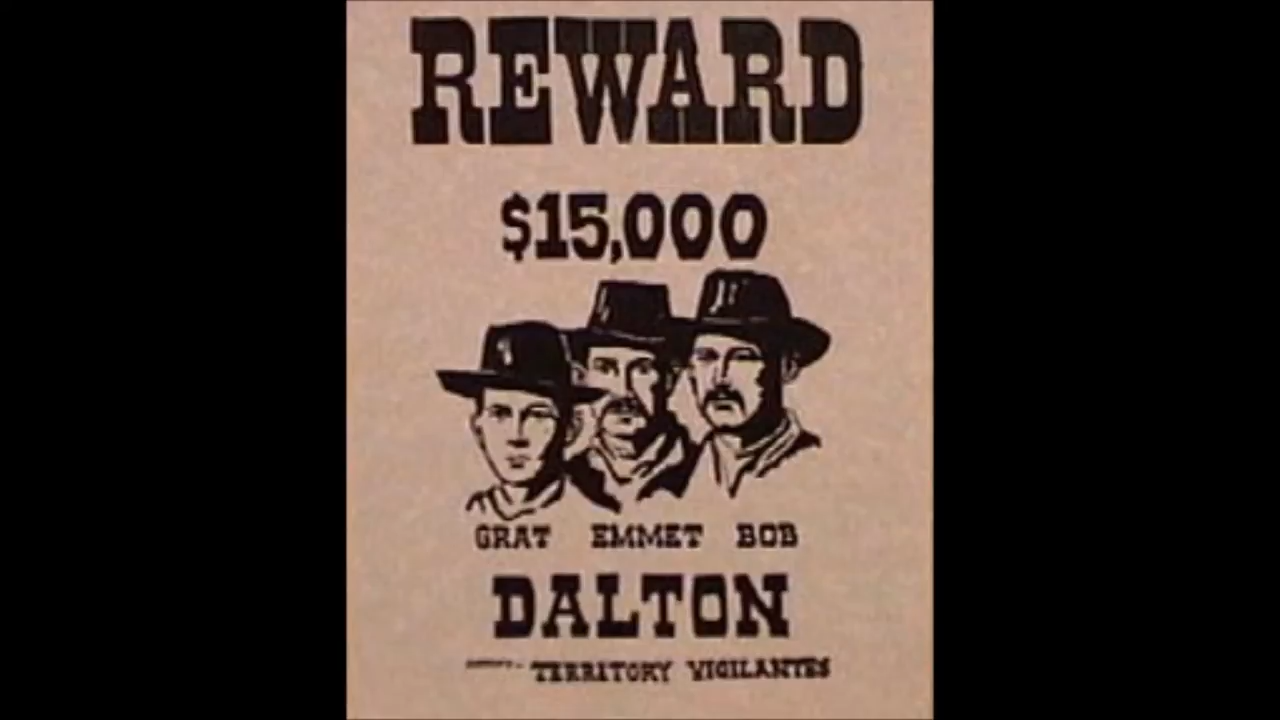 REWARD
$15,000
GRAT EMMET BOB
DALTON
TERRITORY VIGILANTES